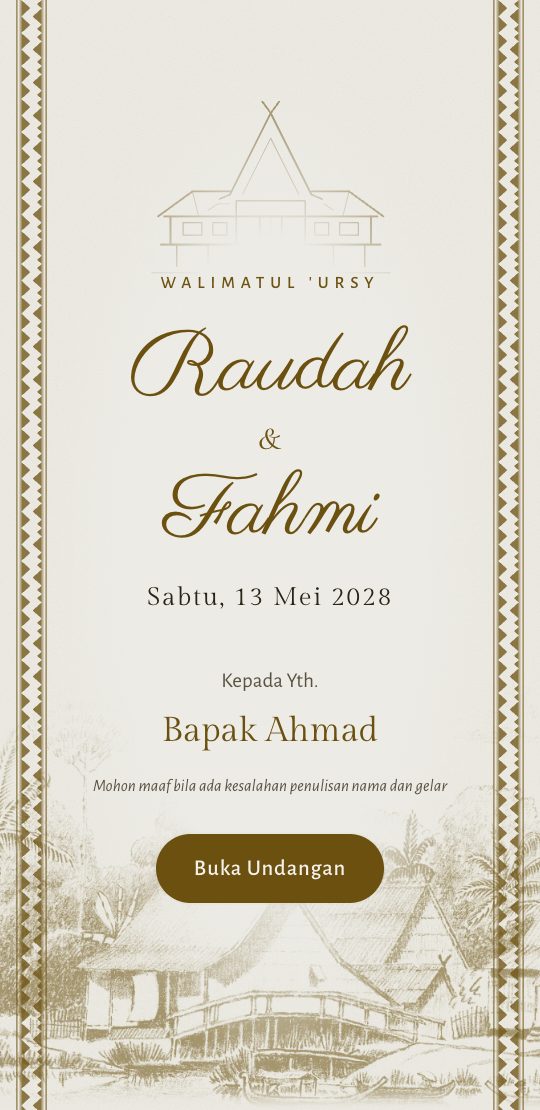 WALIMATUL 'URSY
Raudah
&
Fahmi
Sabtu, 13 Mei 2028
Kepada Yth.
Bapak Ahmad
Mohon maaf bila ada kesalahan penulisan nama dan gelar
Buka Undangan